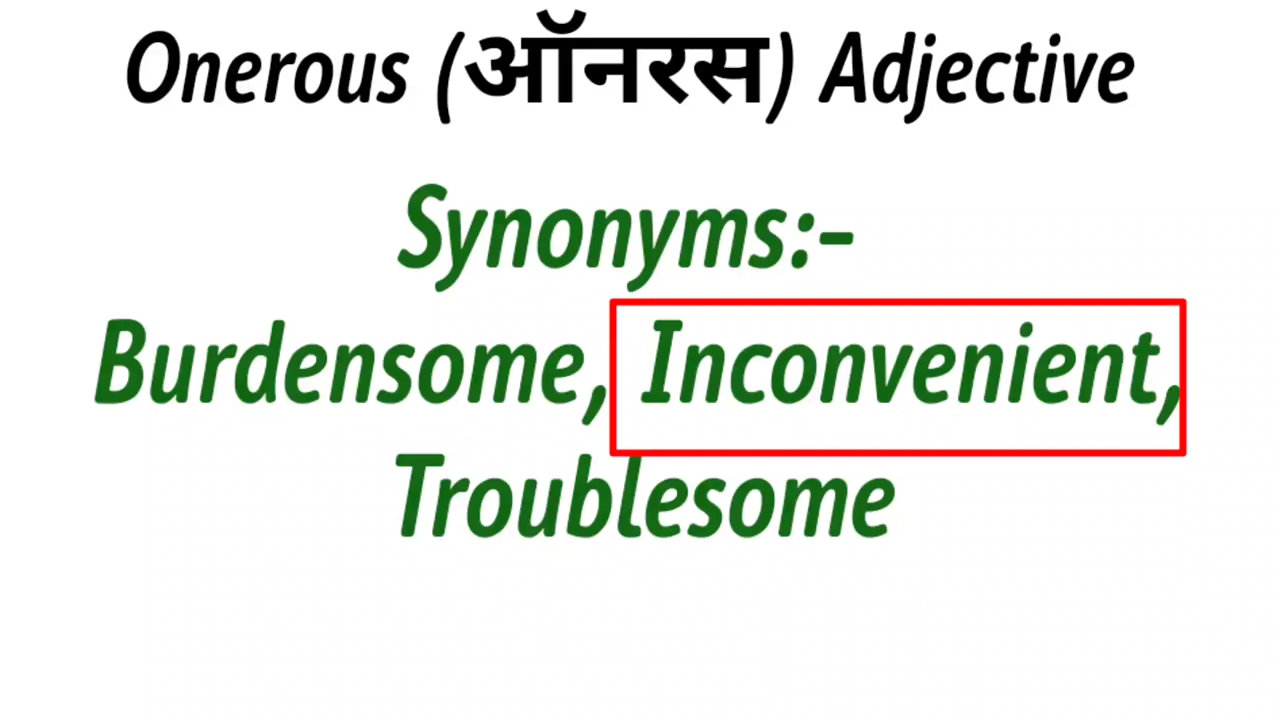 Onerous (ऑनरस) Adjective
Synonyms:-
Burdensome, Inconvenient,
Troublesome